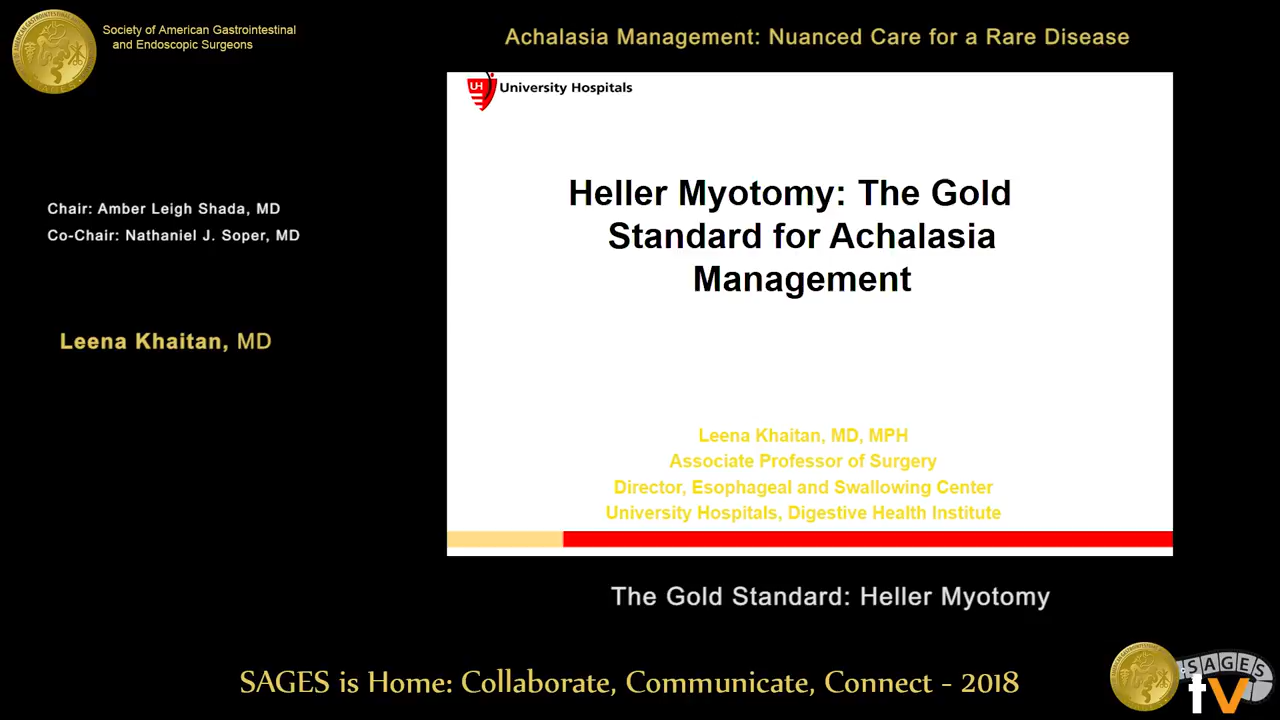 Society of American Gastrointestinal
and Endoscopic Surgeons
Achalasia Management: Nuanced Care for a Rare Disease
UH University Hospitals
Chair: Amber Leigh Shada, MD
Co-Chair: Nathaniel J. Soper, MD
Leena Khaitan, MD
Heller Myotomy: The Gold
Standard for Achalasia
Management
Leena Khaitan, MD, MPH
Associate Professor of Surgery
Director, Esophageal and Swallowing Center
University Hospitals, Digestive Health Institute
The Gold Standard: Heller Myotomy
SAGES is Home: Collaborate, Communicate, Connect - 2018
SAGES
tv